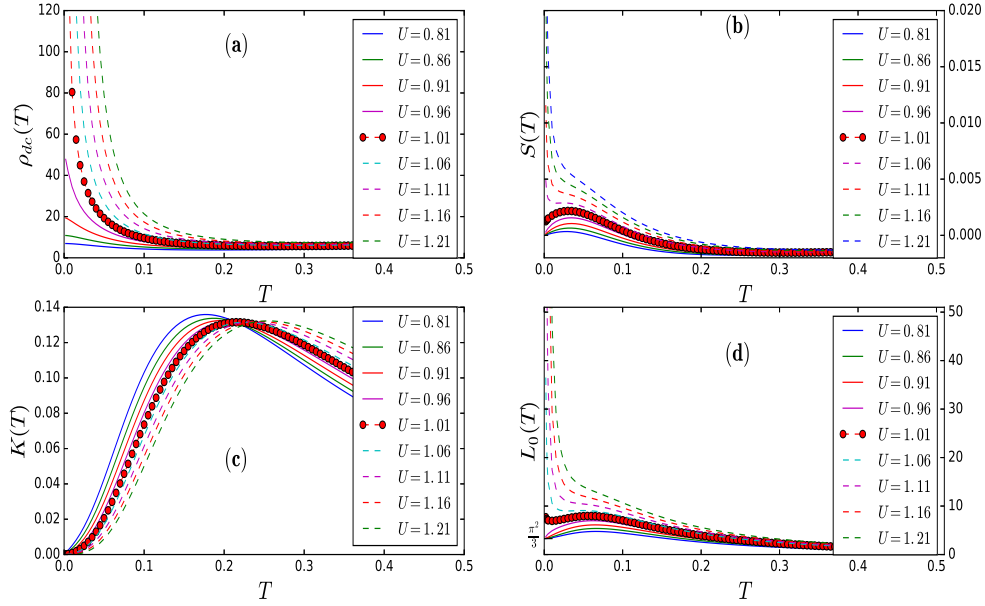 (a)
ρdc(T)
120
100
80
60
40
20
0
0.0 0.1 0.2 0.3 0.4 0.5
T
U=0.81
U=0.86
U=0.91
U=0.96
U=1.01
U=1.06
U=1.11
U=1.16
U=1.21
(b)
S(T)
0.020
0.015
0.010
0.005
0.000
0.0 0.1 0.2 0.3 0.4 0.5
T
U=0.81
U=0.86
U=0.91
U=0.96
U=1.01
U=1.06
U=1.11
U=1.16
U=1.21
(c)
K(T)
0.14
0.12
0.10
0.08
0.06
0.04
0.02
0.00
0.0 0.1 0.2 0.3 0.4 0.5
T
U=0.81
U=0.86
U=0.91
U=0.96
U=1.01
U=1.06
U=1.11
U=1.16
U=1.21
(d)
L0(T)
π²/3
50
40
30
20
10
0
0.0 0.1 0.2 0.3 0.4 0.5
T
U=0.81
U=0.86
U=0.91
U=0.96
U=1.01
U=1.06
U=1.11
U=1.16
U=1.21